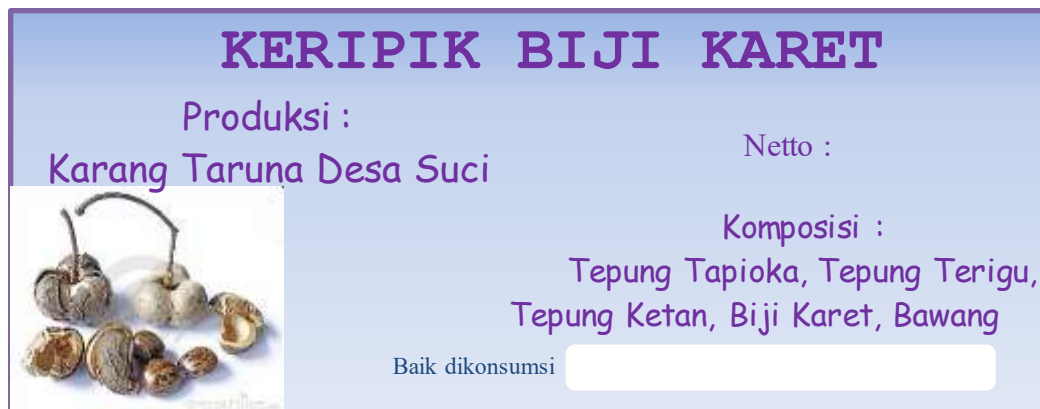 KERIPIK BIJI KARET
Produksi :
Karang Taruna Desa Suci
Netto :
Komposisi :
Tepung Tapioka, Tepung Terigu,
Tepung Ketan, Biji Karet, Bawang
Baik dikonsumsi